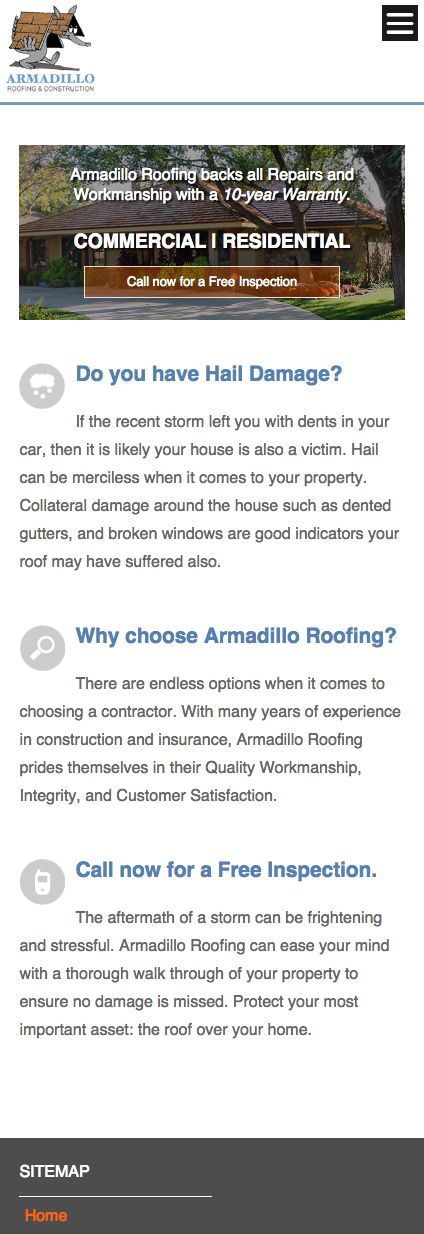 ARMADILLO
ROOFING & CONSTRUCTION
Armadillo Roofing backs all Repairs and
Workmanship with a 10-year Warranty.
COMMERCIAL | RESIDENTIAL
Call now for a Free Inspection
Do you have Hail Damage?
If the recent storm left you with dents in your
car, then it is likely your house is also a victim. Hail
can be merciless when it comes to your property.
Collateral damage around the house such as dented
gutters, and broken windows are good indicators your
roof may have suffered also.
Why choose Armadillo Roofing?
There are endless options when it comes to
choosing a contractor. With many years of experience
in construction and insurance, Armadillo Roofing
prides themselves in their Quality Workmanship,
Integrity, and Customer Satisfaction.
Call now for a Free Inspection.
The aftermath of a storm can be frightening
and stressful. Armadillo Roofing can ease your mind
with a thorough walk through of your property to
ensure no damage is missed. Protect your most
important asset: the roof over your home.
SITEMAP
Home